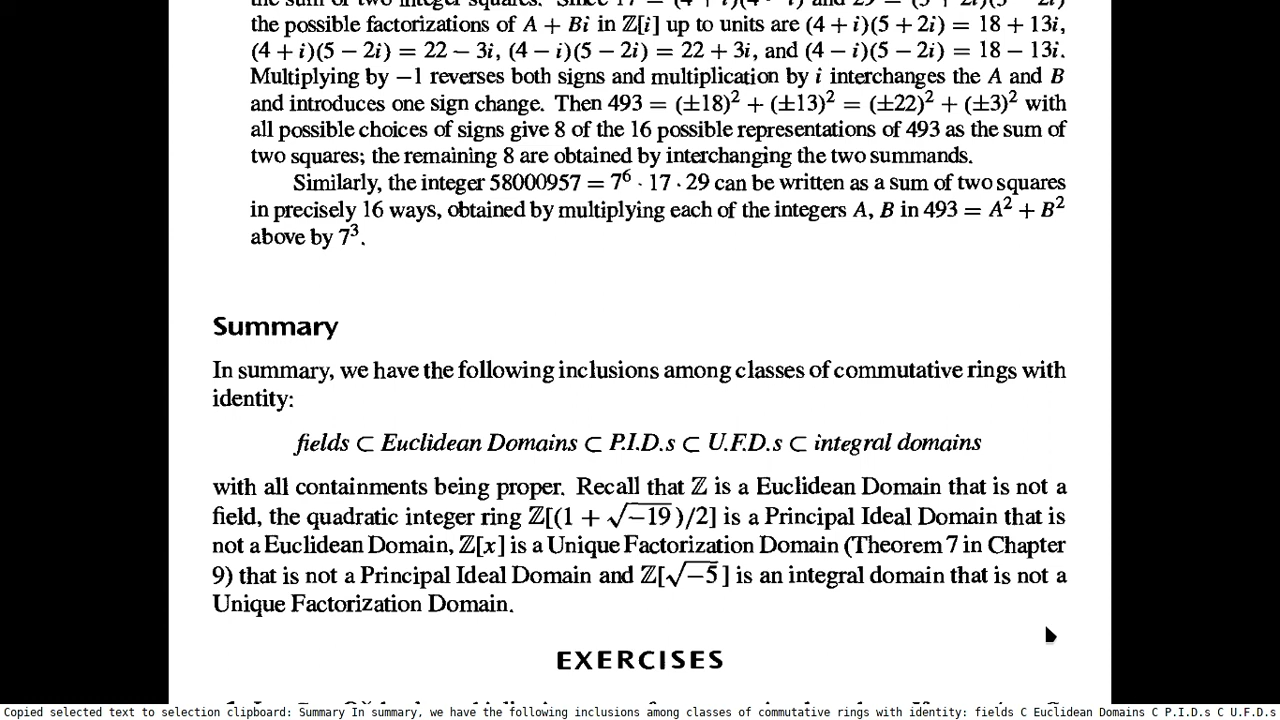 the possible factorizations of A + Bi in ℤ[i] up to units are (4 + i)(5 + 2i) = 18 + 13i,
(4 + i)(5 − 2i) = 22 − 3i, (4 − i)(5 − 2i) = 22 + 3i, and (4 − i)(5 − 2i) = 18 − 13i.
Multiplying by −1 reverses both signs and multiplication by i interchanges the A and B
and introduces one sign change. Then 493 = (±18)² + (±13)² = (±22)² + (±3)² with
all possible choices of signs give 8 of the 16 possible representations of 493 as the sum of
two squares; the remaining 8 are obtained by interchanging the two summands.
Similarly, the integer 58000957 = 7⁶ · 17 · 29 can be written as a sum of two squares
in precisely 16 ways, obtained by multiplying each of the integers A, B in 493 = A² + B²
above by 7³.
Summary
In summary, we have the following inclusions among classes of commutative rings with
identity:
fields ⊂ Euclidean Domains ⊂ P.I.D.s ⊂ U.F.D.s ⊂ integral domains
with all containments being proper. Recall that ℤ is a Euclidean Domain that is not a
field, the quadratic integer ring ℤ[(1 + √−19)/2] is a Principal Ideal Domain that is
not a Euclidean Domain, ℤ[x] is a Unique Factorization Domain (Theorem 7 in Chapter
9) that is not a Principal Ideal Domain and ℤ[√−5] is an integral domain that is not a
Unique Factorization Domain.
EXERCISES
Copied selected text to selection clipboard: Summary In summary, we have the following inclusions among classes of commutative rings with identity: fields C Euclidean Domains C P.I.D.s C U.F.D.s